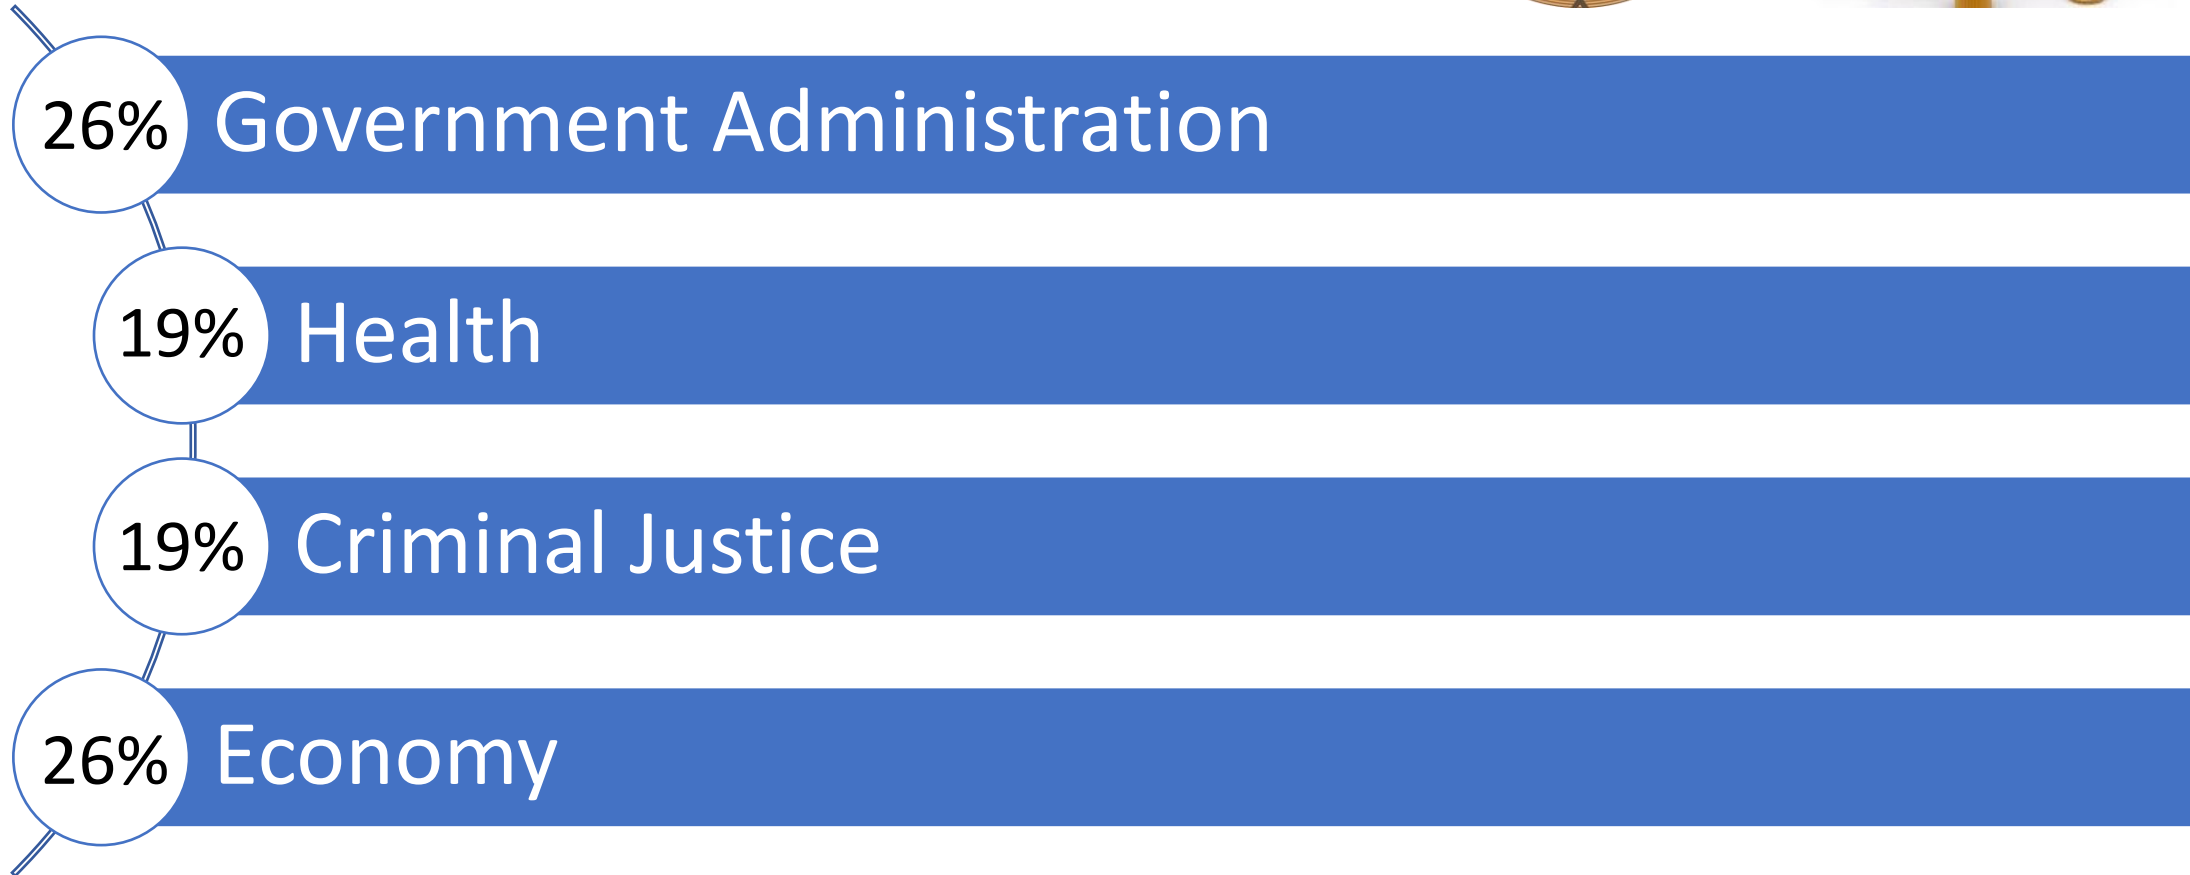 26% Government Administration
19% Health
19% Criminal Justice
26% Economy